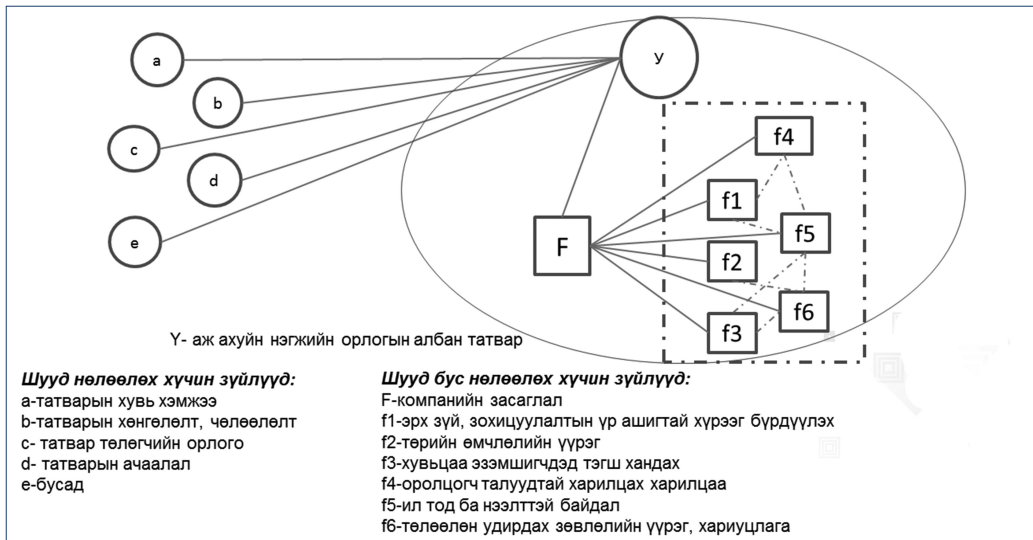 a
b
c
d
e
У
F
f4
f1
f5
f2
f6
f3
Y- аж ахуйн нэгжийн орлогын албан татвар
Шууд нөлөөлөх хүчин зүйлүүд:
a-татварын хувь хэмжээ
b-татварын хөнгөлөлт, чөлөөлөлт
c- татвар төлөгчийн орлого
d- татварын ачаалал
e-бусад
Шууд бус нөлөөлөх хүчин зүйлүүд:
F-компанийн засаглал
f1-эрх зүй, зохицуулалтын үр ашигтай хүрээг бүрдүүлэх
f2-төрийн өмчлөлийн үүрэг
f3-хувьцаа эзэмшигчдэд тэгш хандах
f4-оролцогч талуудтай харилцах харилцаа
f5-ил тод ба нээлттэй байдал
f6-төлөөлөн удирдах зөвлөлийн үүрэг, хариуцлага